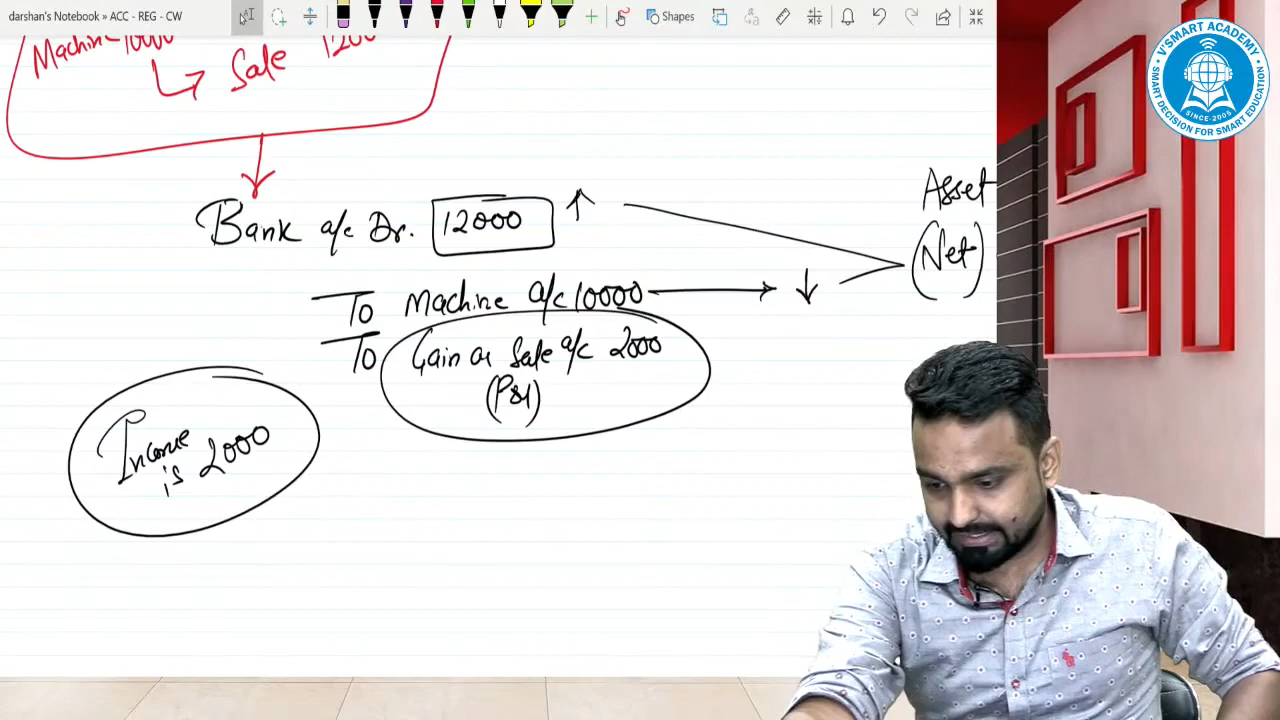 darshan's Notebook » ACC - REG - CW
Shapes
V'SMART ACADEMY
SMART DECISION FOR SMART EDUCATION
SINCE-2005
Machine 10000
Sale 1200
Bank a/c Dr. 12000
Asset
(Net)
To Machine a/c 10000
To Gain on Sale a/c 2000
(P&L)
Income
is 2000